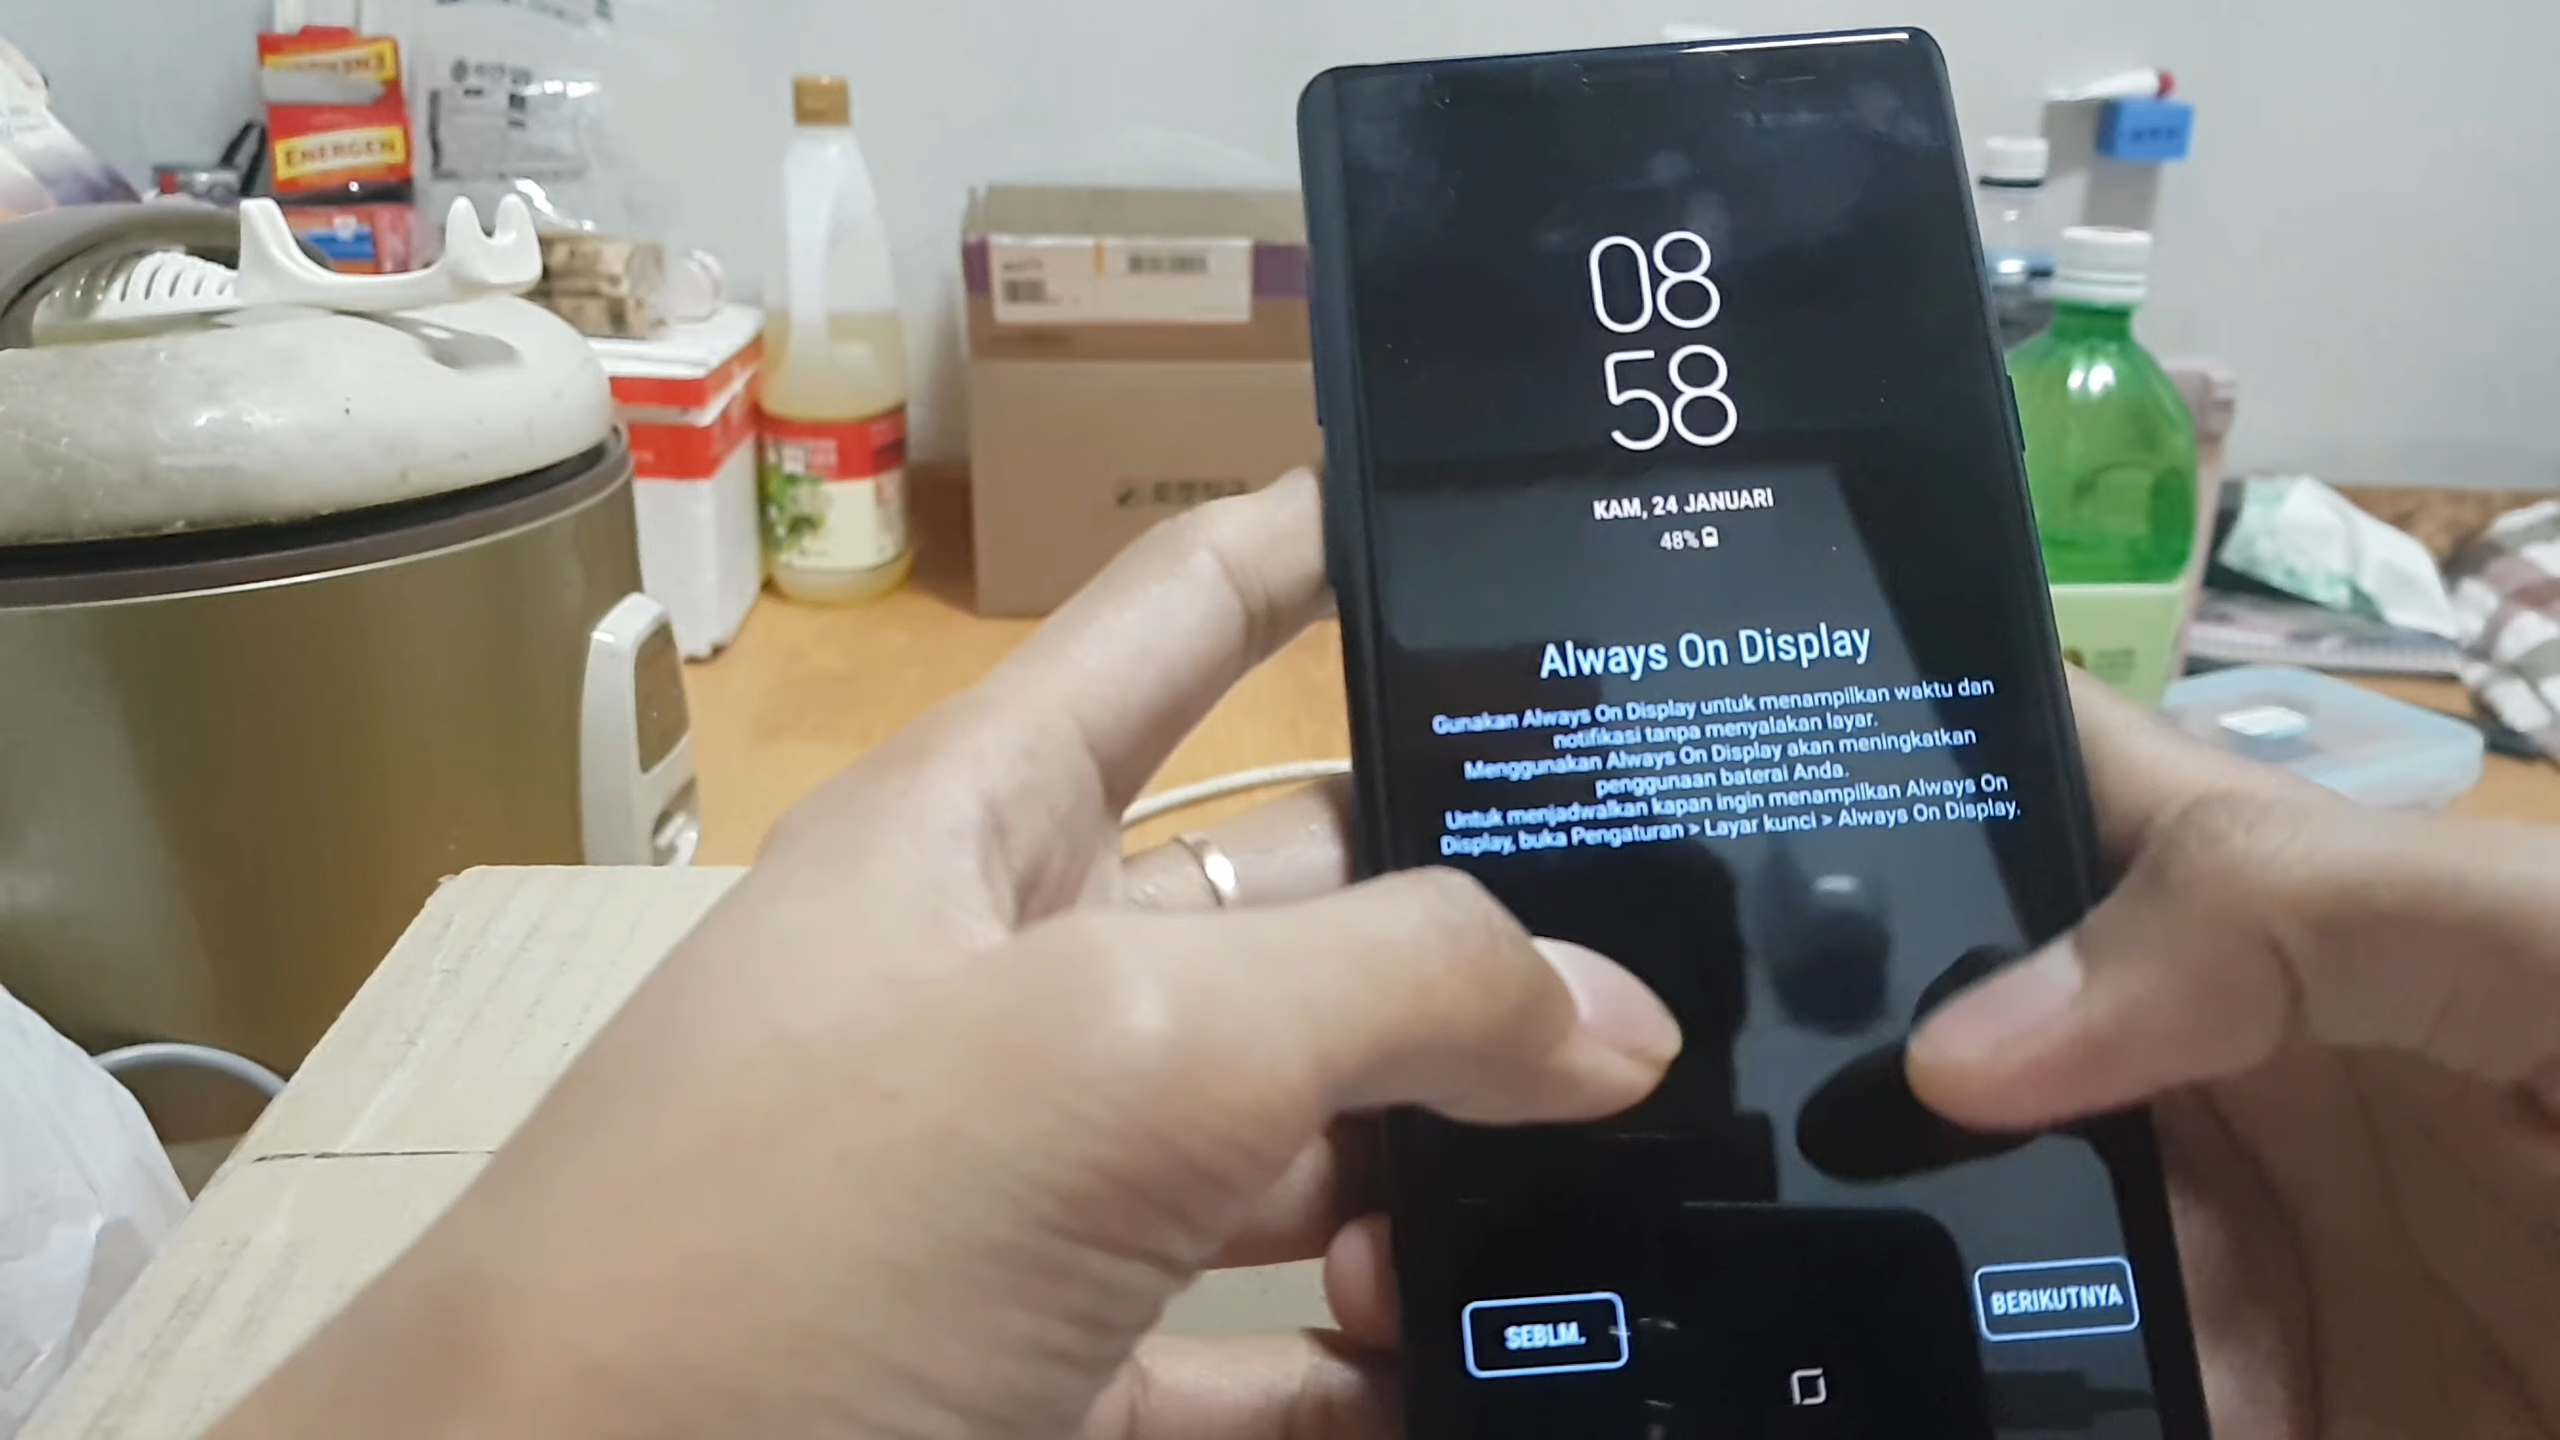 ENERGEN
08
58
KAM, 24 JANUARI
48%
Always On Display
Gunakan Always On Display untuk menampilkan waktu dan
notifikasi tanpa menyalakan layar.
Menggunakan Always On Display akan meningkatkan
penggunaan baterai Anda.
Untuk menjadwalkan kapan ingin menampilkan Always On
Display, buka Pengaturan > Layar kunci > Always On Display.
SEBLM.
BERIKUTNYA